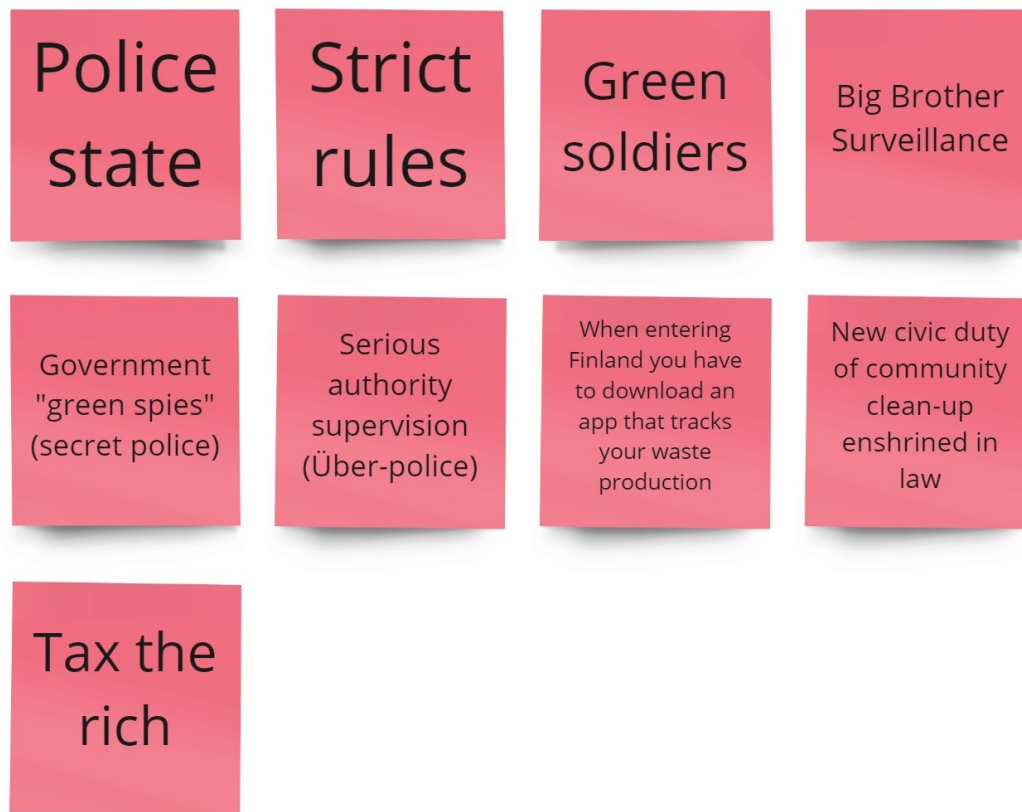 Police
state
Strict
rules
Green
soldiers
Big Brother
Surveillance
Government
"green spies"
(secret police)
Serious
authority
supervision
(Über-police)
When entering
Finland you have
to download an
app that tracks
your waste
production
New civic duty
of community
clean-up
enshrined in
law
Tax the
rich